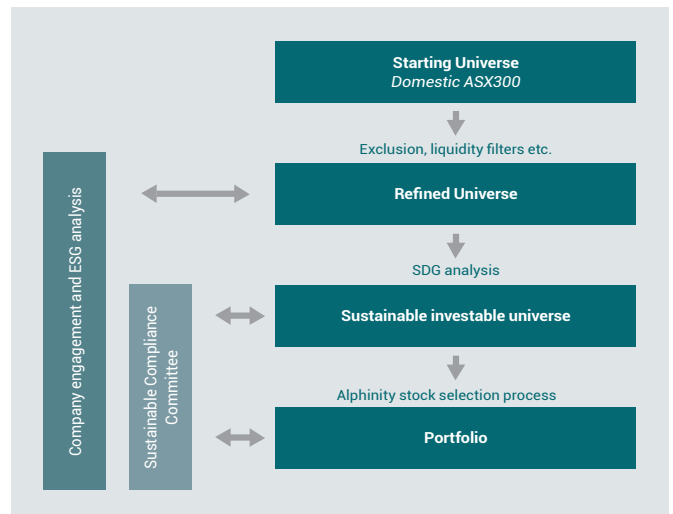 Starting Universe
Domestic ASX300
Exclusion, liquidity filters etc.
Refined Universe
SDG analysis
Sustainable investable universe
Alphinity stock selection process
Portfolio
Company engagement and ESG analysis
Sustainable Compliance
Committee